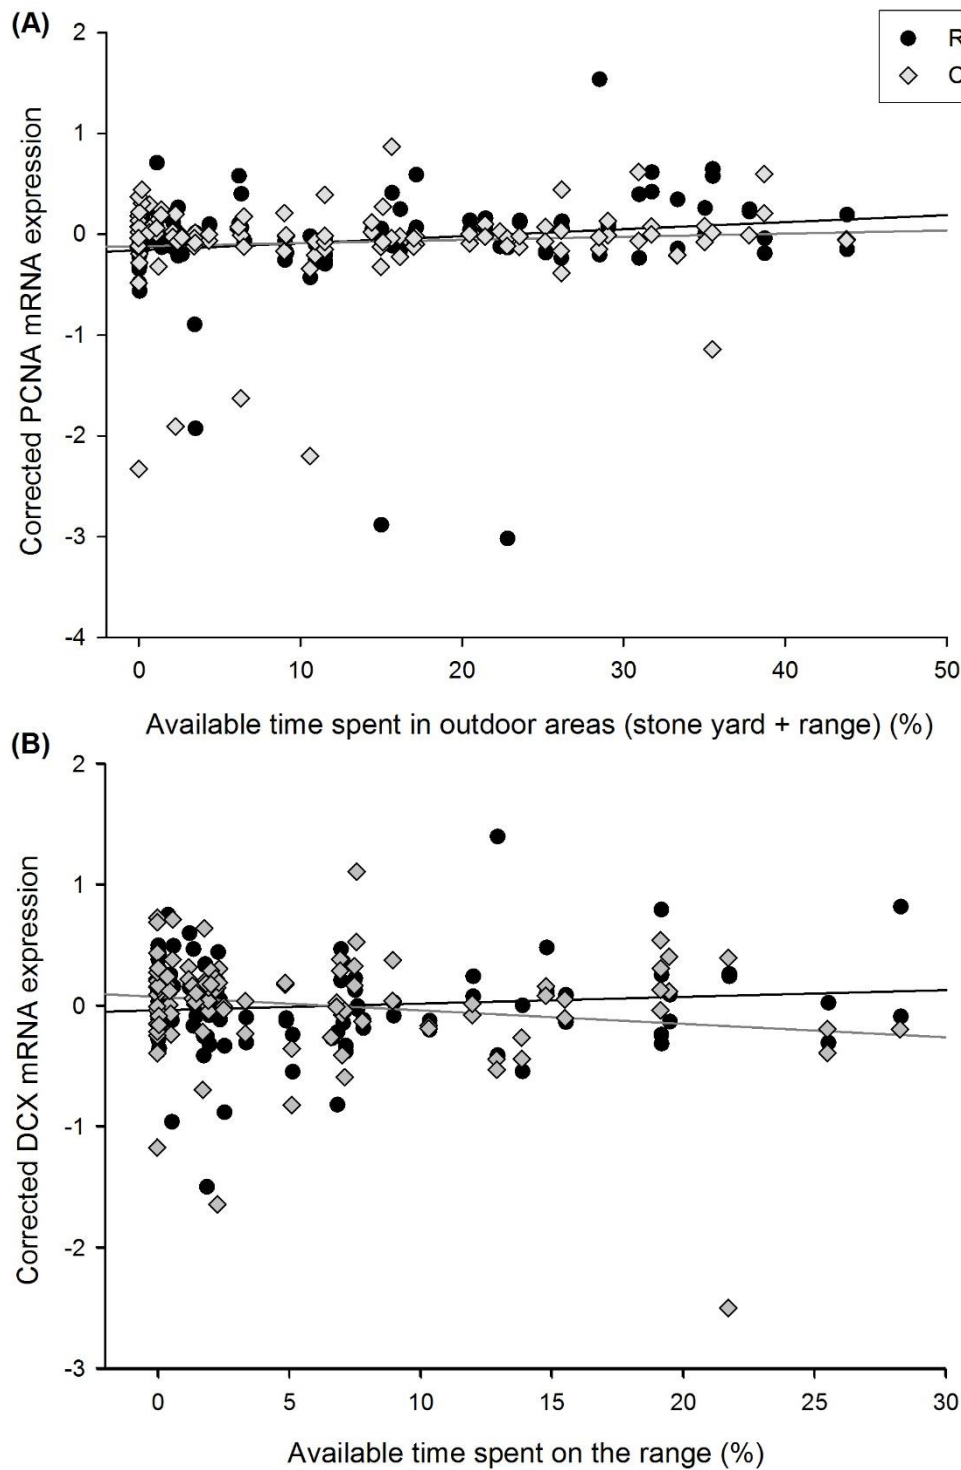 (A)
2
1
0
-1
-2
-3
-4
Corrected PCNA mRNA expression
R
C
0 10 20 30 40 50
Available time spent in outdoor areas (stone yard + range) (%)
(B)
2
1
0
-1
-2
-3
Corrected DCX mRNA expression
0 5 10 15 20 25 30
Available time spent on the range (%)